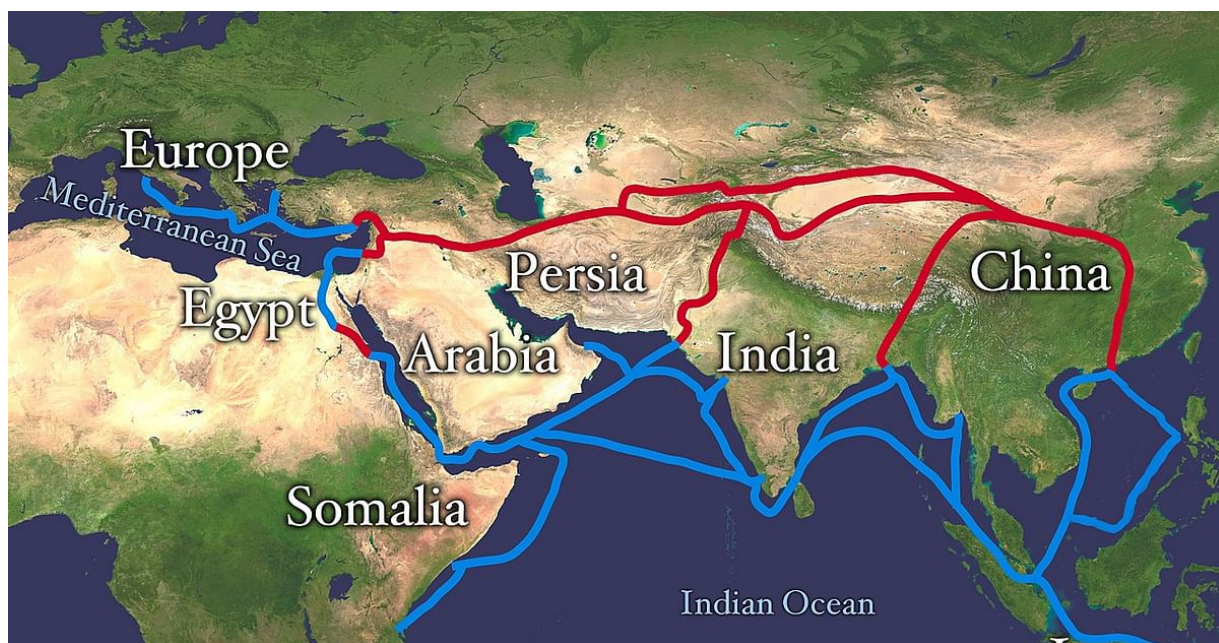 Europe
Mediterranean Sea
Egypt
Persia
China
Arabia
India
Somalia
Indian Ocean